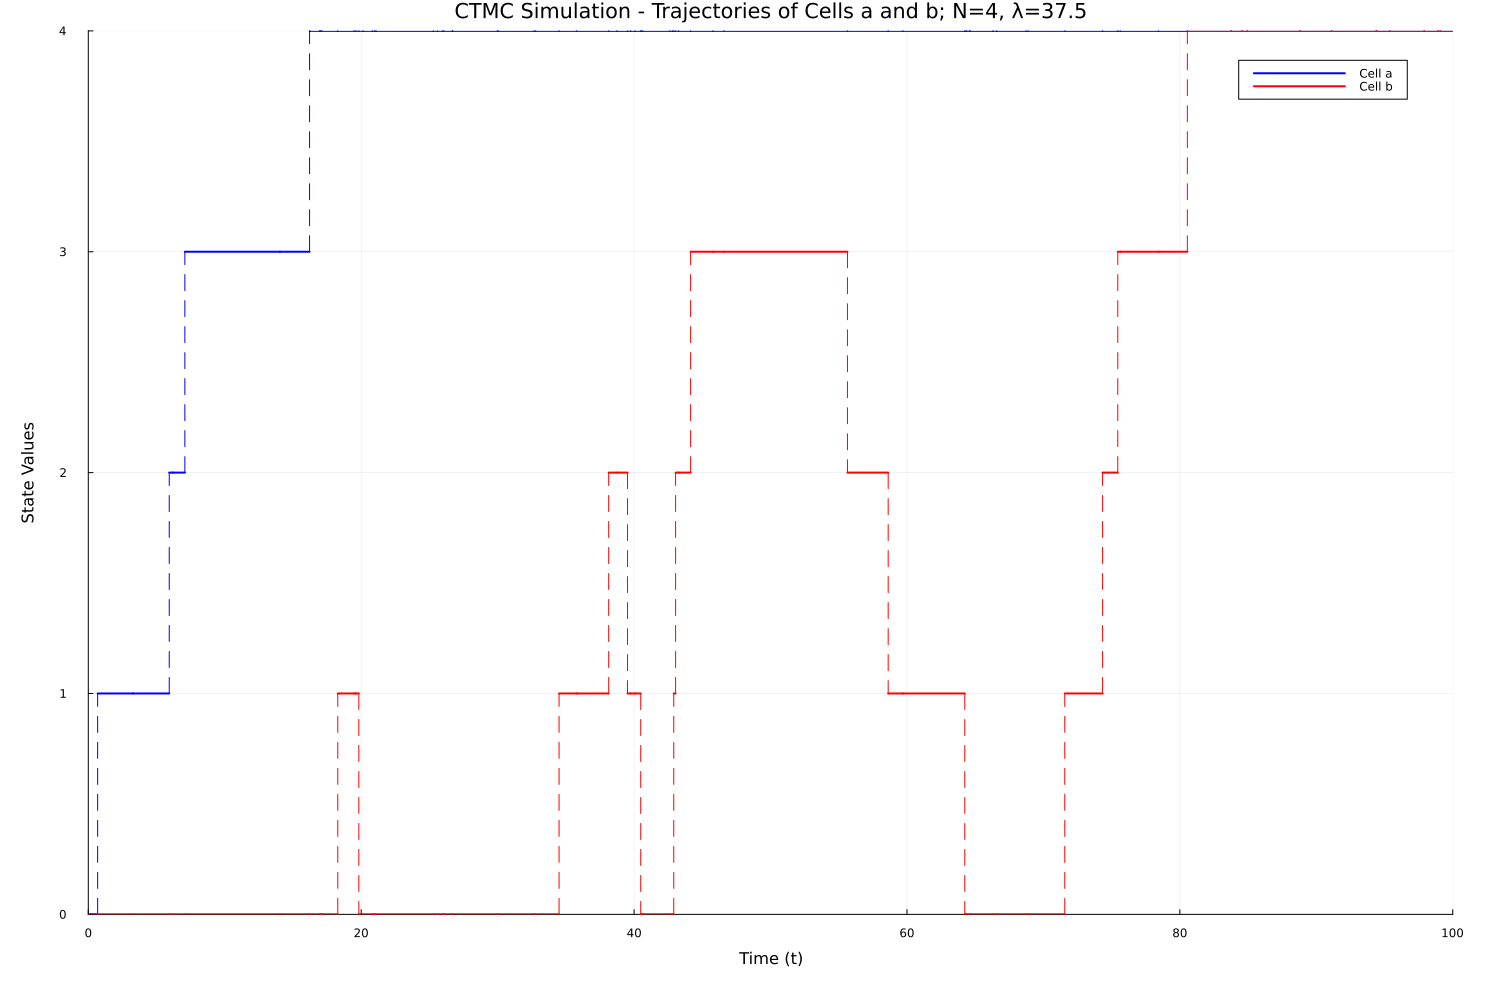 CTMC Simulation - Trajectories of Cells a and b; N=4, λ=37.5
4
Cell a
Cell b
3
State Values
2
1
0
0 20 40 60 80 100
Time (t)